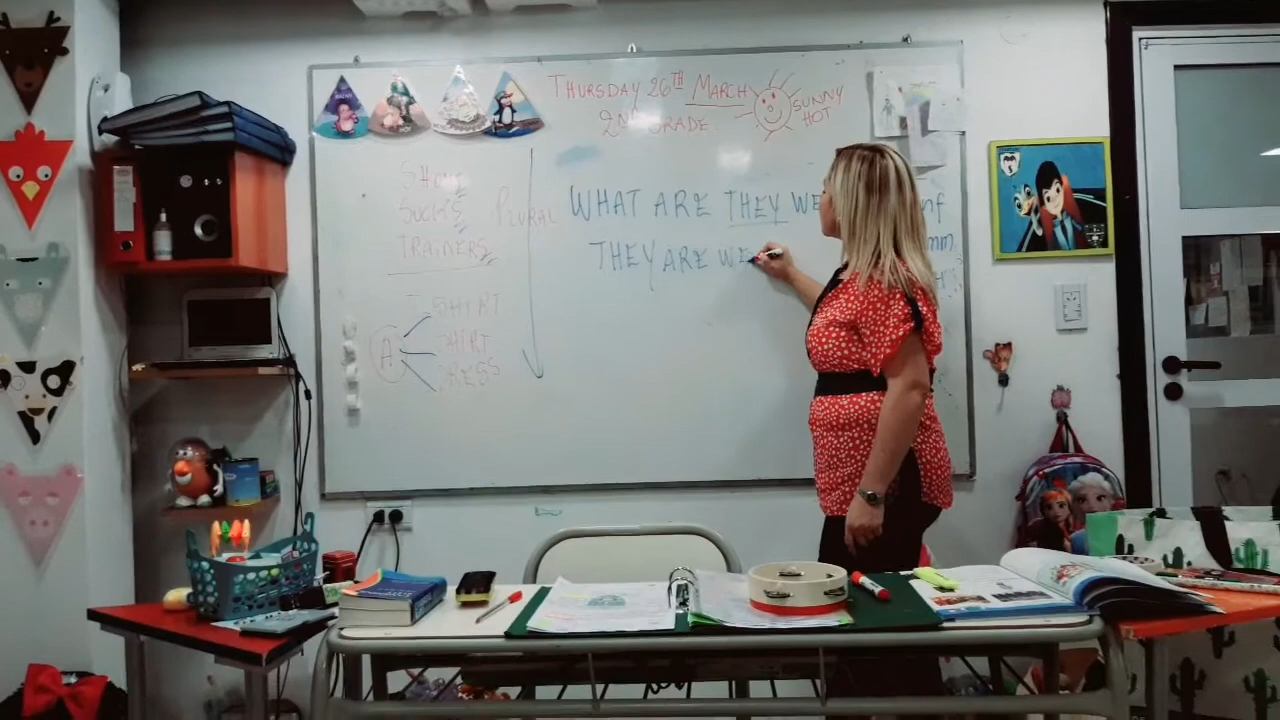 THURSDAY 26TH MARCH
2ND GRADE
SUNNY
HOT
SHOES
SOCKS
TRAINERS
PLURAL
T-SHIRT
SHIRT
DRESS
A
WHAT ARE THEY WE
THEY ARE WE